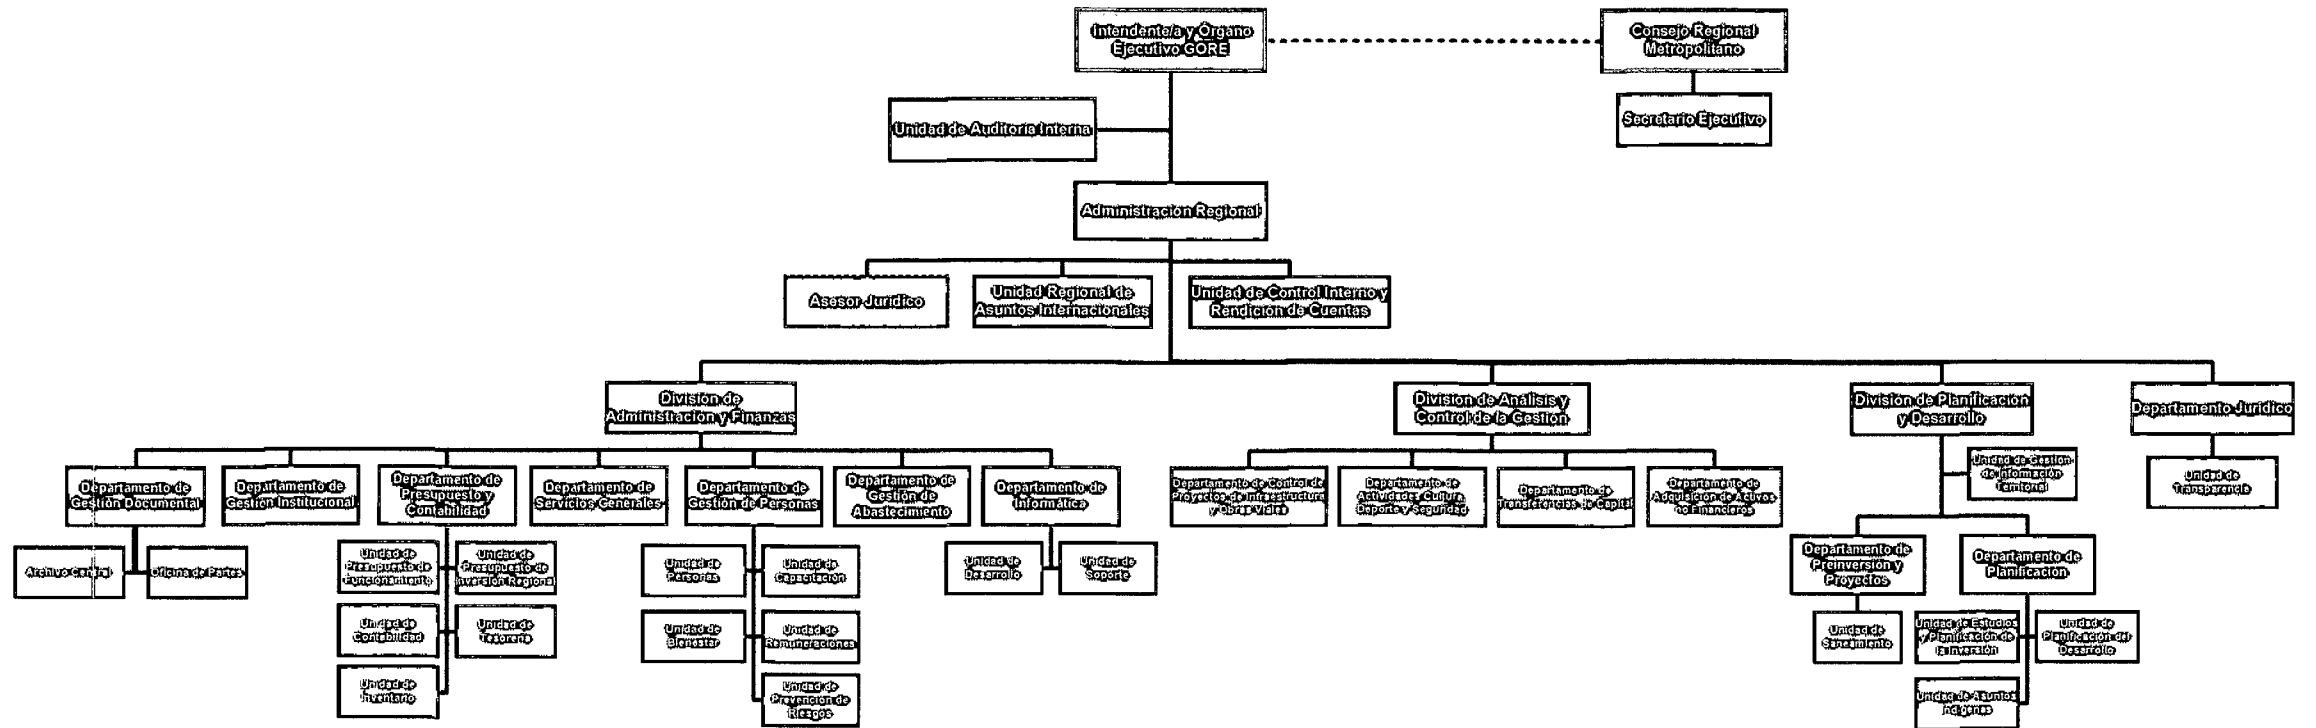 Intendente/a y Órgano
Ejecutivo GORE
Consejo Regional
Metropolitano
Secretario Ejecutivo
Unidad de Auditoría Interna
Administración Regional
Asesor Jurídico
Unidad Regional de
Asuntos Internacionales
Unidad de Control Interno y
Rendición de Cuentas
División de
Administración y Finanzas
División de Análisis y
Control de la Gestión
División de Planificación
y Desarrollo
Departamento Jurídico
Departamento de
Gestión Documental
Departamento de
Gestión Institucional
Departamento de
Presupuesto y
Contabilidad
Departamento de
Servicios Generales
Departamento de
Gestión de Personas
Departamento de
Gestión de
Abastecimiento
Departamento de
Informática
Departamento de Control de
Proyectos de Infraestructura
y Obras Viales
Departamento de
Actividades Cultura,
Deporte y Seguridad
Departamento de
Transferencias de Capital
Departamento de
Adquisición de Activos
no Financieros
Unidad de Gestión
de Información
Territorial
Unidad de
Transparencia
Archivo Central
Oficina de Partes
Unidad de
Presupuesto de
Funcionamiento
Unidad de
Presupuesto de
Inversión Regional
Unidad de
Contabilidad
Unidad de
Tesorería
Unidad de
Inventario
Unidad de
Personas
Unidad de
Capacitación
Unidad de
Bienestar
Unidad de
Remuneraciones
Unidad de
Prevención de
Riesgos
Unidad de
Desarrollo
Unidad de
Soporte
Departamento de
Preinversión y
Proyectos
Departamento de
Planificación
Unidad de
Saneamiento
Unidad de Estudios
y Planificación de
la Inversión
Unidad de
Planificación del
Desarrollo
Unidad de Asuntos
Indígenas